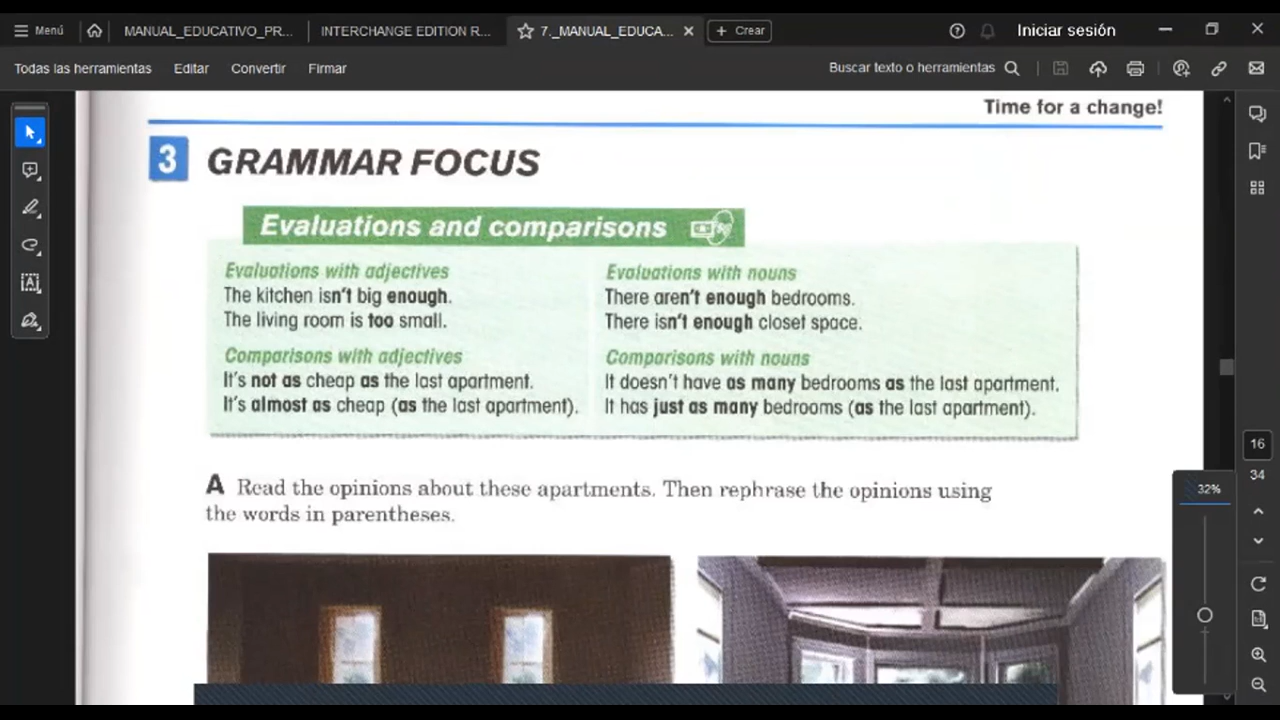 Menú
MANUAL_EDUCATIVO_PR...
INTERCHANGE EDITION R...
7._MANUAL_EDUCA...
Crear
Iniciar sesión
Todas las herramientas
Editar
Convertir
Firmar
Buscar texto o herramientas
Time for a change!
3 GRAMMAR FOCUS
Evaluations and comparisons
Evaluations with adjectives
The kitchen isn't big enough.
The living room is too small.
Comparisons with adjectives
It's not as cheap as the last apartment.
It's almost as cheap (as the last apartment).
Evaluations with nouns
There aren't enough bedrooms.
There isn't enough closet space.
Comparisons with nouns
It doesn't have as many bedrooms as the last apartment.
It has just as many bedrooms (as the last apartment).
A Read the opinions about these apartments. Then rephrase the opinions using
the words in parentheses.
16
34
32%